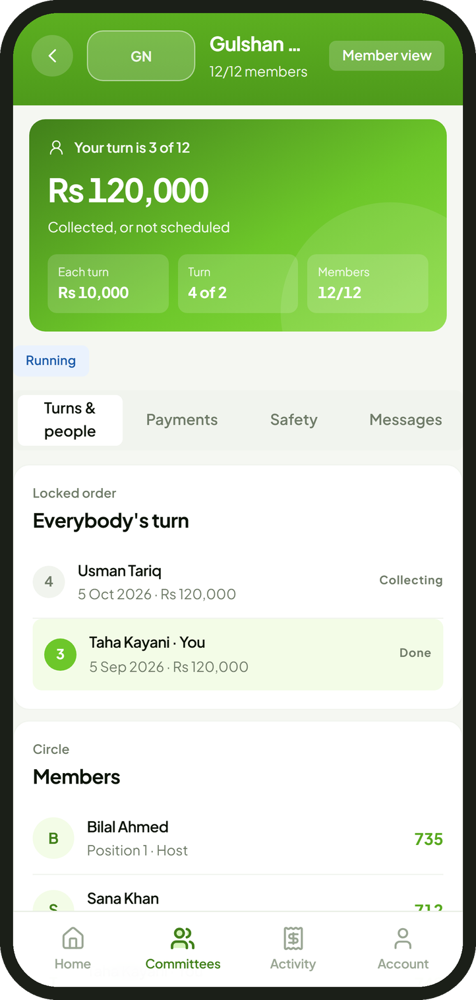 GN
Gulshan ...
12/12 members
Member view
Your turn is 3 of 12
Rs 120,000
Collected, or not scheduled
Each turn
Rs 10,000
Turn
4 of 2
Members
12/12
Running
Turns &
people
Payments
Safety
Messages
Locked order
Everybody's turn
4
Usman Tariq
5 Oct 2026 · Rs 120,000
Collecting
3
Taha Kayani · You
5 Sep 2026 · Rs 120,000
Done
Circle
Members
B
Bilal Ahmed
Position 1 · Host
735
S
Sana Khan
712
Home
Committees
Activity
Account